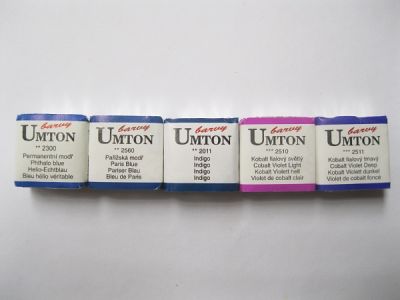 barvy
UMTON
** 2300
Permanentní modř
Phthalo blue
Helio-Echtblau
Bleu hélio véritable
barvy
UMTON
** 2560
Pařížská modř
Paris Blue
Pariser Blau
Bleu de Paris
barvy
UMTON
** 2011
Indigo
Indigo
Indigo
Indigo
barvy
UMTON
*** 2510
Kobalt fialový světlý
Cobalt Violet Light
Kobalt Violett hell
Violet de cobalt clair
barvy
UMTON
*** 2511
Kobalt fialový tmavý
Cobalt Violet Deep
Kobalt Violett dunkel
Violet de cobalt foncé